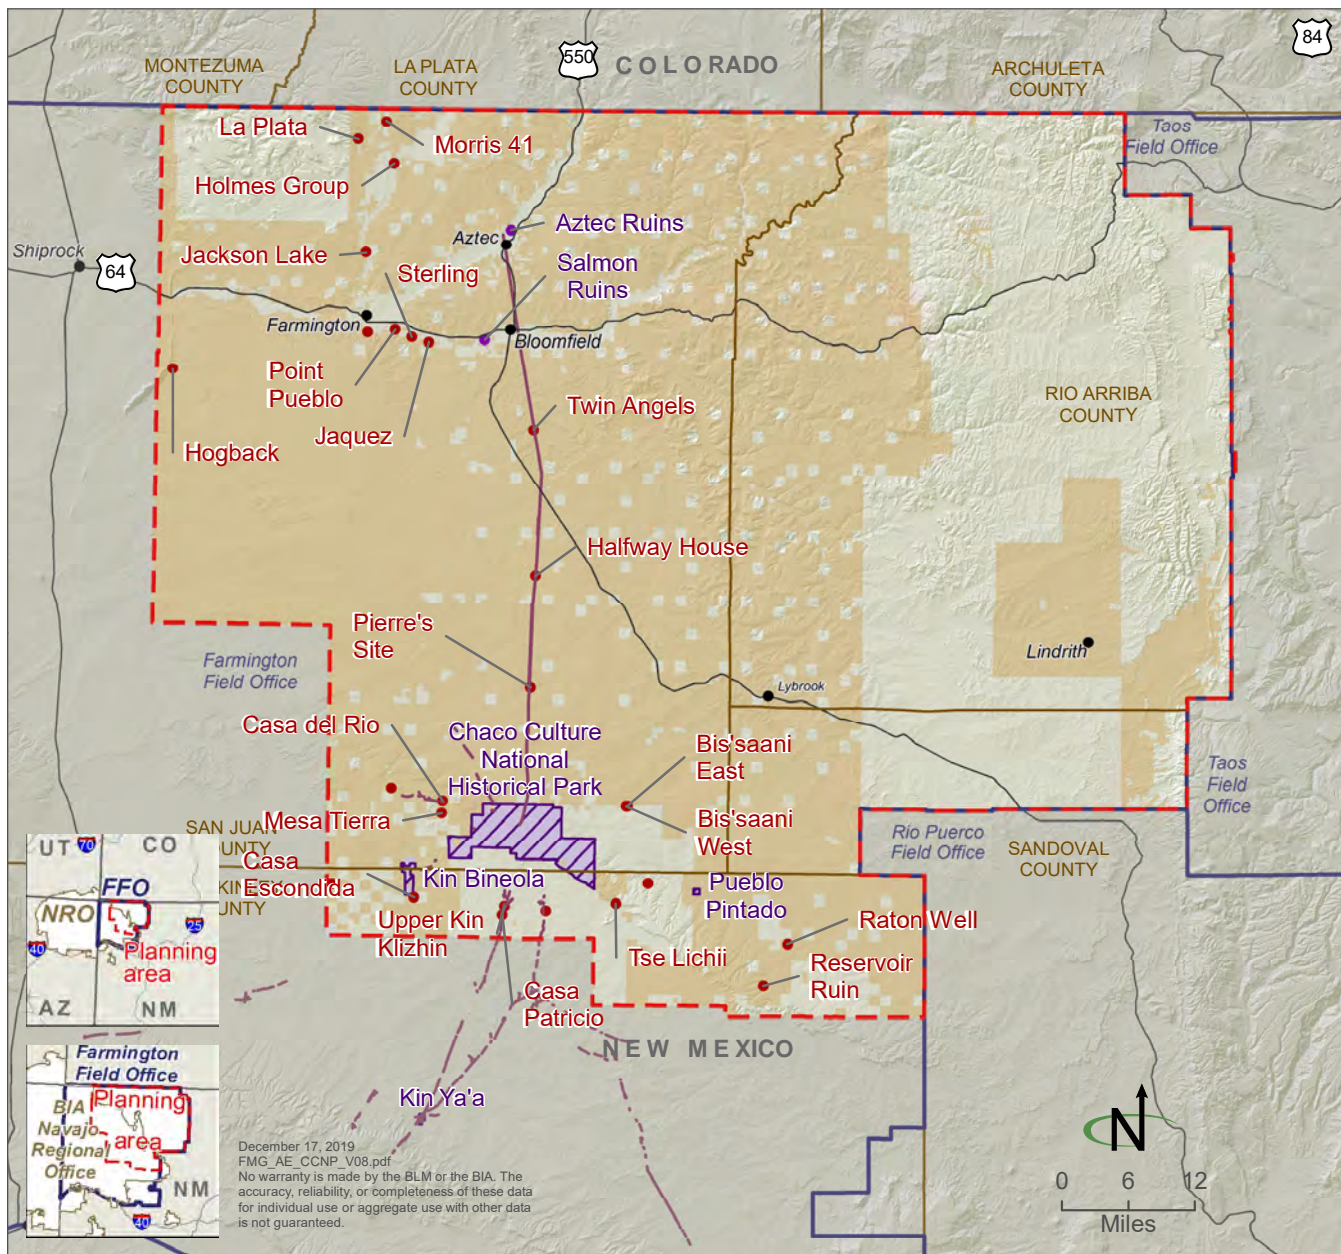 550
COLORADO
84
MONTEZUMA
COUNTY
LA PLATA
COUNTY
ARCHULETA
COUNTY
La Plata
Morris 41
Taos
Field Office
Holmes Group
Aztec Ruins
Aztec
Shiprock
64
Jackson Lake
Sterling
Salmon
Ruins
Farmington
Bloomfield
Point
Pueblo
Jaquez
Twin Angels
RIO ARRIBA
COUNTY
Hogback
Halfway House
Pierre's
Site
Farmington
Field Office
Lindrith
Lybrook
Casa del Rio
Chaco Culture
National
Historical Park
Bis'saani
East
Taos
Field
Office
Mesa Tierra
Bis'saani
West
SAN JUAN
Rio Puerco
Field Office
SANDOVAL
COUNTY
Casa
Escondida
Kin Bineola
Pueblo
Pintado
Upper Kin
Klizhin
Raton Well
Tse Lichii
Reservoir
Ruin
Casa
Patricio
NEW MEXICO
Kin Ya'a
UT
70
CO
FFO
NRO
25
40
Planning
area
AZ
NM
Farmington
Field Office
Planning
area
BIA
Navajo
Regional
Office
NM
40
December 17, 2019
FMG_AE_CCNP_V08.pdf
No warranty is made by the BLM or the BIA. The
accuracy, reliability, or completeness of these data
for individual use or aggregate use with other data
is not guaranteed.
N
0 6 12
Miles